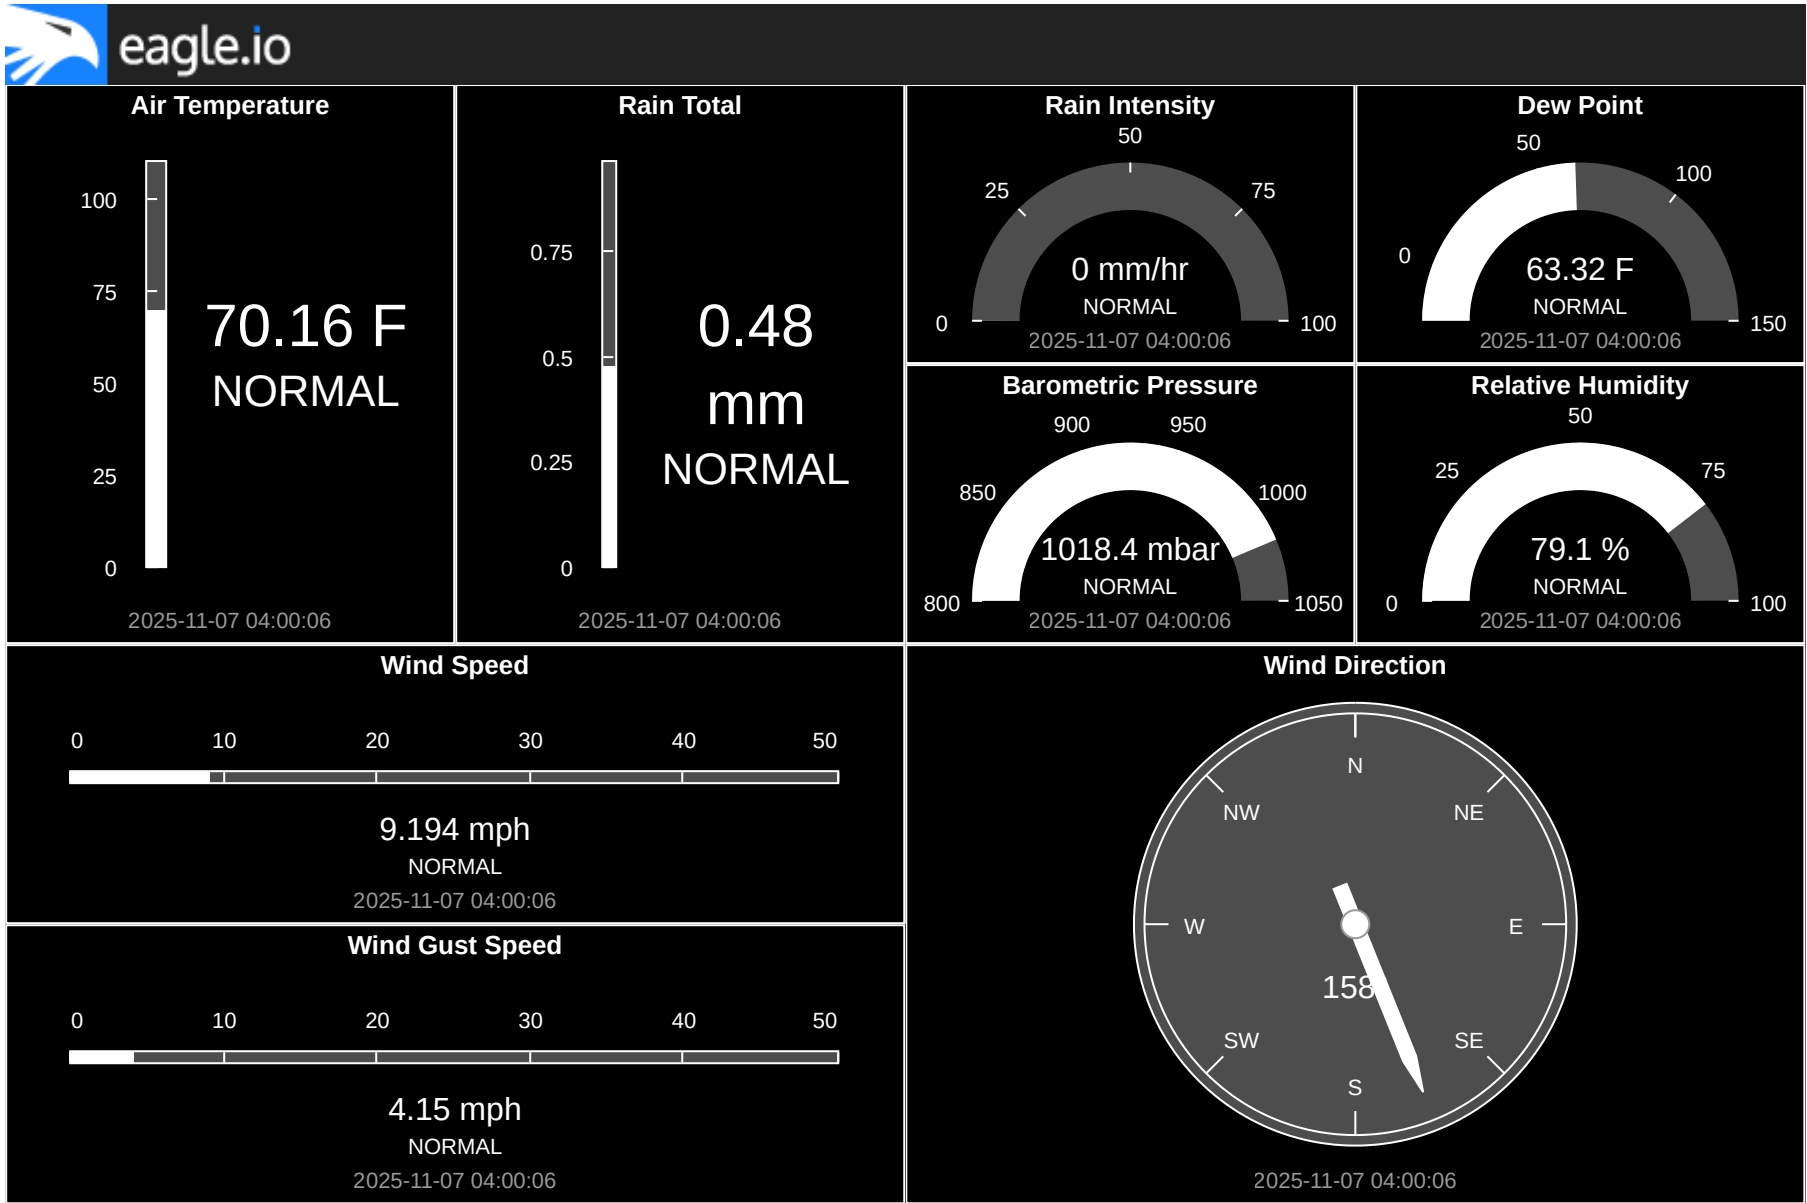 eagle.io
Air Temperature
100
75
50
25
0
70.16 F
NORMAL
2025-11-07 04:00:06
Rain Total
0.75
0.5
0.25
0
0.48
mm
NORMAL
2025-11-07 04:00:06
Rain Intensity
0
25
50
75
100
0 mm/hr
NORMAL
2025-11-07 04:00:06
Dew Point
0
50
100
150
63.32 F
NORMAL
2025-11-07 04:00:06
Barometric Pressure
800
850
900
950
1000
1050
1018.4 mbar
NORMAL
2025-11-07 04:00:06
Relative Humidity
0
25
50
75
100
79.1 %
NORMAL
2025-11-07 04:00:06
Wind Speed
0 10 20 30 40 50
9.194 mph
NORMAL
2025-11-07 04:00:06
Wind Gust Speed
0 10 20 30 40 50
4.15 mph
NORMAL
2025-11-07 04:00:06
Wind Direction
N
NW NE
W E
158
SW SE
S
2025-11-07 04:00:06